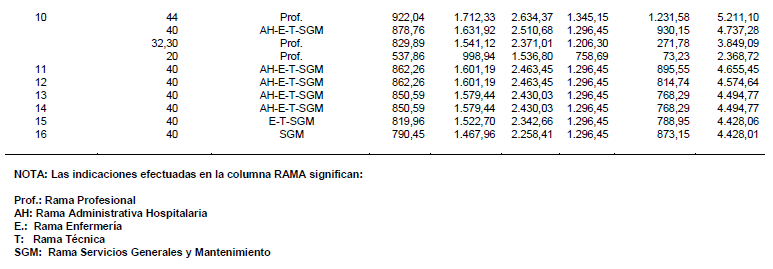 10 44 Prof. 922,04 1.712,33 2.634,37 1.345,15 1.231,58 5.211,10
40 AH-E-T-SGM 878,76 1.631,92 2.510,68 1.296,45 930,15 4.737,28
32,30 Prof. 829,89 1.541,12 2.371,01 1.206,30 271,78 3.849,09
20 Prof. 537,86 998,94 1.536,80 758,69 73,23 2.368,72
11 40 AH-E-T-SGM 862,26 1.601,19 2.463,45 1.296,45 895,55 4.655,45
12 40 AH-E-T-SGM 862,26 1.601,19 2.463,45 1.296,45 814,74 4.574,64
13 40 AH-E-T-SGM 850,59 1.579,44 2.430,03 1.296,45 768,29 4.494,77
14 40 AH-E-T-SGM 850,59 1.579,44 2.430,03 1.296,45 768,29 4.494,77
15 40 E-T-SGM 819,96 1.522,70 2.342,66 1.296,45 788,95 4.428,06
16 40 SGM 790,45 1.467,96 2.258,41 1.296,45 873,15 4.428,01
NOTA: Las indicaciones efectuadas en la columna RAMA significan:
Prof.: Rama Profesional
AH: Rama Administrativa Hospitalaria
E.: Rama Enfermería
T: Rama Técnica
SGM: Rama Servicios Generales y Mantenimiento